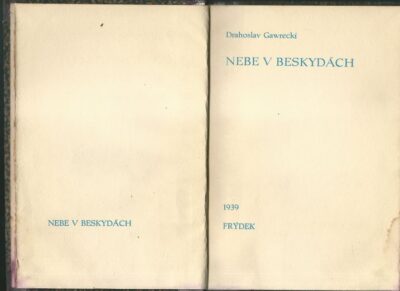 NEBE V BESKYDÁCH
Drahoslav Gawrecki
NEBE V BESKYDÁCH
1939
FRÝDEK